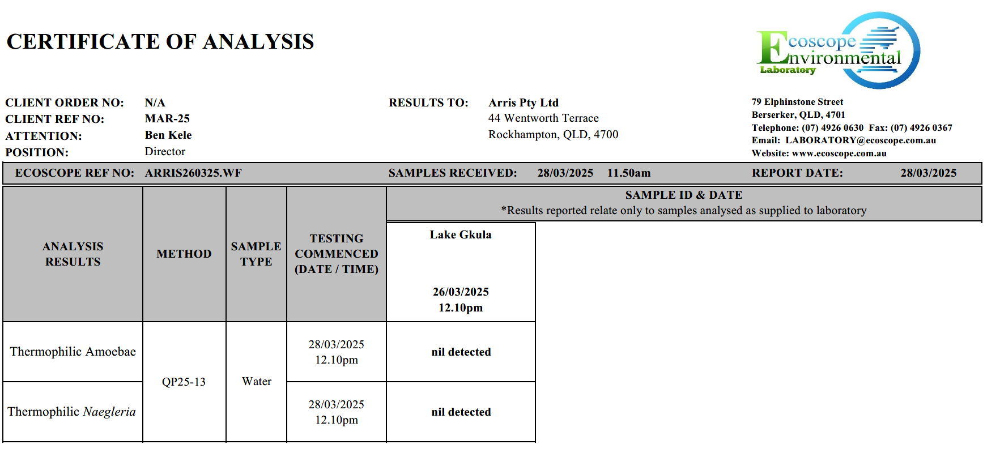 CERTIFICATE OF ANALYSIS
Ecoscope
Environmental
Laboratory
CLIENT ORDER NO: N/A
CLIENT REF NO: MAR-25
ATTENTION: Ben Kele
POSITION: Director
RESULTS TO: Arris Pty Ltd
44 Wentworth Terrace
Rockhampton, QLD, 4700
79 Elphinstone Street
Berserker, QLD, 4701
Telephone: (07) 4926 0630 Fax: (07) 4926 0367
Email: LABORATORY@ecoscope.com.au
Website: www.ecoscope.com.au
ECOSCOPE REF NO: ARRIS260325.WF SAMPLES RECEIVED: 28/03/2025 11.50am REPORT DATE: 28/03/2025
ANALYSIS
RESULTS
METHOD
SAMPLE
TYPE
TESTING
COMMENCED
(DATE / TIME)
SAMPLE ID & DATE
*Results reported relate only to samples analysed as supplied to laboratory
Lake Gkula
26/03/2025
12.10pm
Thermophilic Amoebae
QP25-13
Water
28/03/2025
12.10pm
nil detected
Thermophilic Naegleria
28/03/2025
12.10pm
nil detected